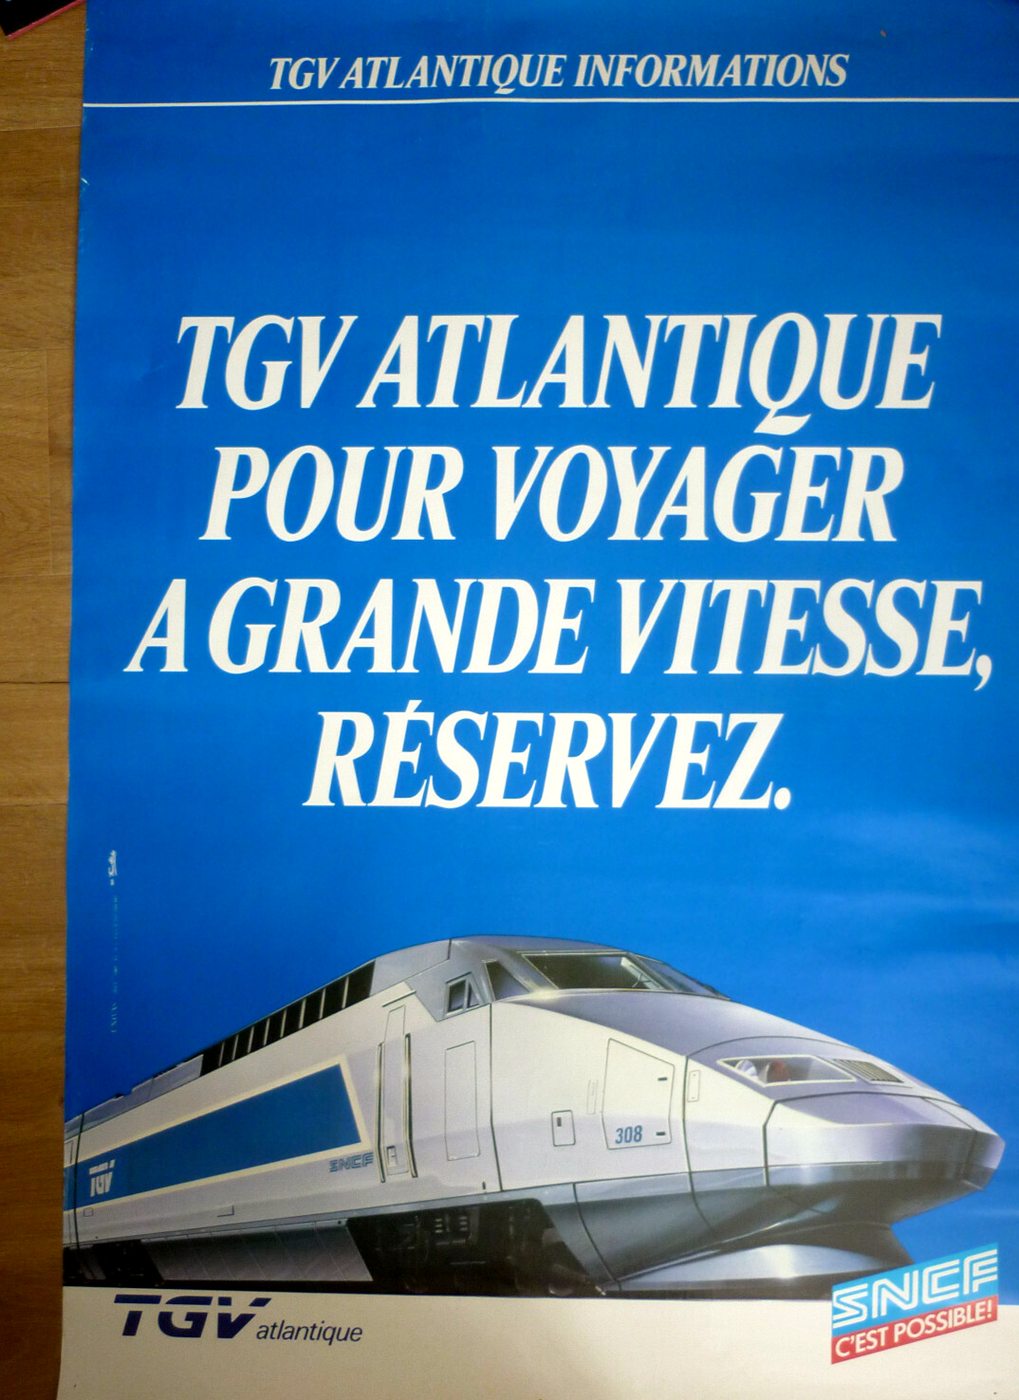 TGV ATLANTIQUE INFORMATIONS
TGV ATLANTIQUE
POUR VOYAGER
A GRANDE VITESSE,
RÉSERVEZ.
308
SNCF
TGV
TGV atlantique
SNCF
C'EST POSSIBLE!